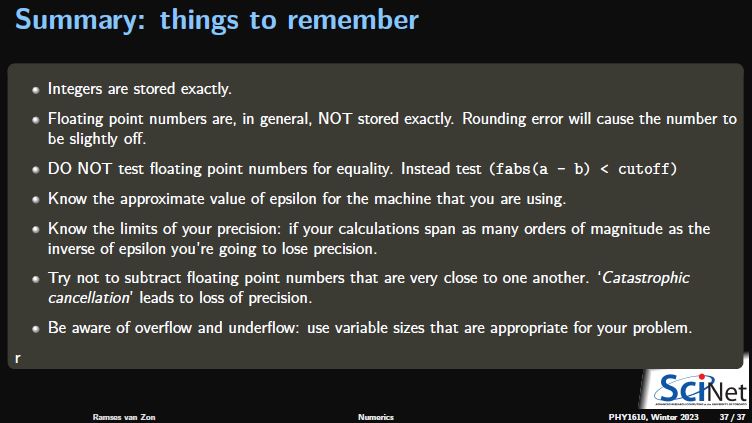 Summary: things to remember
Integers are stored exactly.
Floating point numbers are, in general, NOT stored exactly. Rounding error will cause the number to
be slightly off.
DO NOT test floating point numbers for equality. Instead test (fabs(a - b) < cutoff)
Know the approximate value of epsilon for the machine that you are using.
Know the limits of your precision: if your calculations span as many orders of magnitude as the
inverse of epsilon you're going to lose precision.
Try not to subtract floating point numbers that are very close to one another. 'Catastrophic
cancellation' leads to loss of precision.
Be aware of overflow and underflow: use variable sizes that are appropriate for your problem.
r
SciNet
Ramses van Zon Numerics PHY1610, Winter 2023 37 / 37